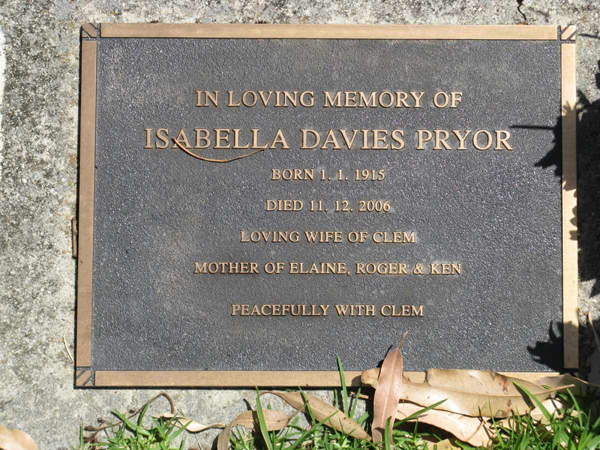 IN LOVING MEMORY OF
ISABELLA DAVIES PRYOR
BORN 1. 1. 1915
DIED 11. 12. 2006
LOVING WIFE OF CLEM
MOTHER OF ELAINE, ROGER & KEN
PEACEFULLY WITH CLEM